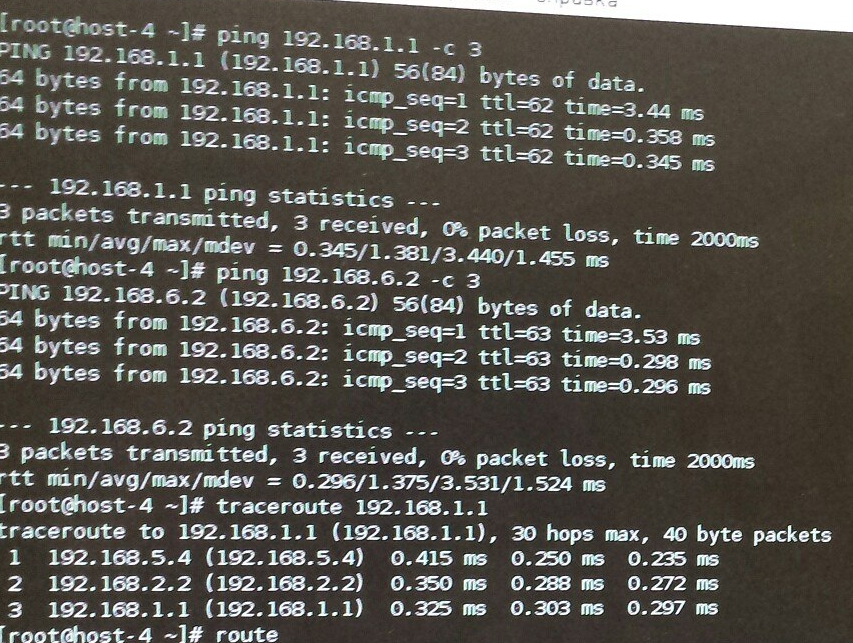 [root@host-4 ~]# ping 192.168.1.1 -c 3
PING 192.168.1.1 (192.168.1.1) 56(84) bytes of data.
64 bytes from 192.168.1.1: icmp_seq=1 ttl=62 time=3.44 ms
64 bytes from 192.168.1.1: icmp_seq=2 ttl=62 time=0.358 ms
64 bytes from 192.168.1.1: icmp_seq=3 ttl=62 time=0.345 ms
--- 192.168.1.1 ping statistics ---
3 packets transmitted, 3 received, 0% packet loss, time 2000ms
rtt min/avg/max/mdev = 0.345/1.381/3.440/1.455 ms
[root@host-4 ~]# ping 192.168.6.2 -c 3
PING 192.168.6.2 (192.168.6.2) 56(84) bytes of data.
64 bytes from 192.168.6.2: icmp_seq=1 ttl=63 time=3.53 ms
64 bytes from 192.168.6.2: icmp_seq=2 ttl=63 time=0.298 ms
64 bytes from 192.168.6.2: icmp_seq=3 ttl=63 time=0.296 ms
--- 192.168.6.2 ping statistics ---
3 packets transmitted, 3 received, 0% packet loss, time 2000ms
rtt min/avg/max/mdev = 0.296/1.375/3.531/1.524 ms
[root@host-4 ~]# traceroute 192.168.1.1
traceroute to 192.168.1.1 (192.168.1.1), 30 hops max, 40 byte packets
1 192.168.5.4 (192.168.5.4) 0.415 ms 0.250 ms 0.235 ms
2 192.168.2.2 (192.168.2.2) 0.350 ms 0.288 ms 0.272 ms
3 192.168.1.1 (192.168.1.1) 0.325 ms 0.303 ms 0.297 ms
[root@host-4 ~]# route